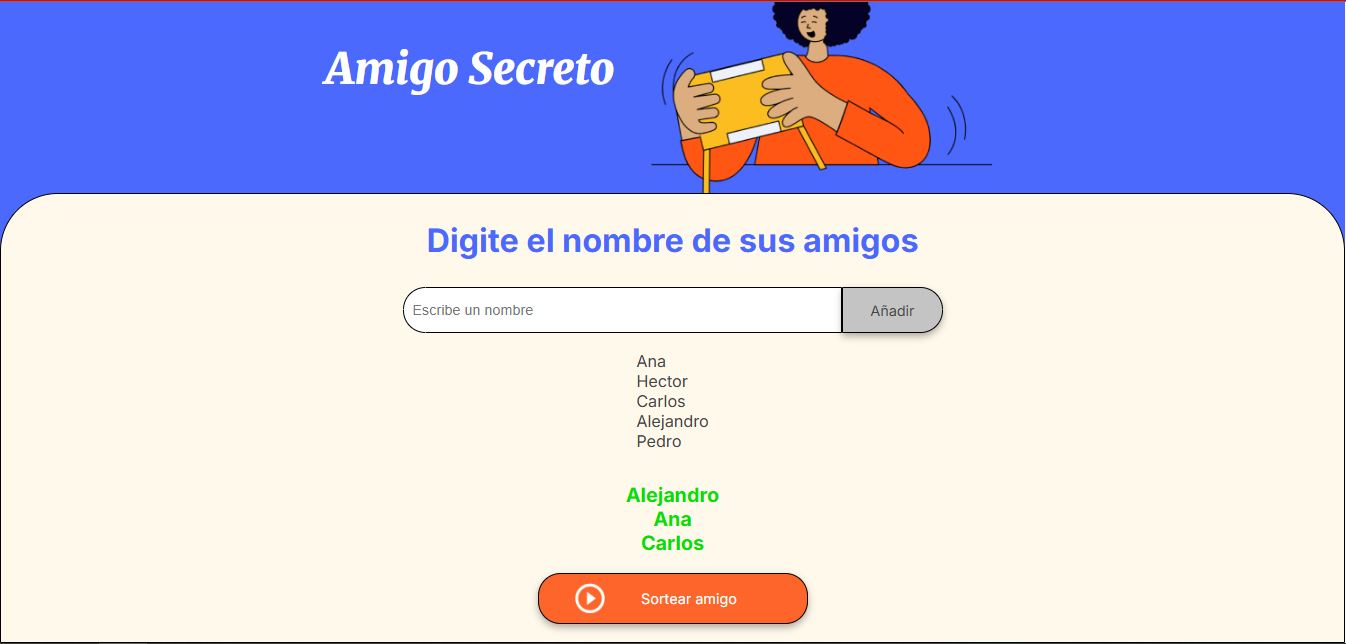 Amigo Secreto
Digite el nombre de sus amigos
Escribe un nombre
Añadir
Ana
Hector
Carlos
Alejandro
Pedro
Alejandro
Ana
Carlos
Sortear amigo